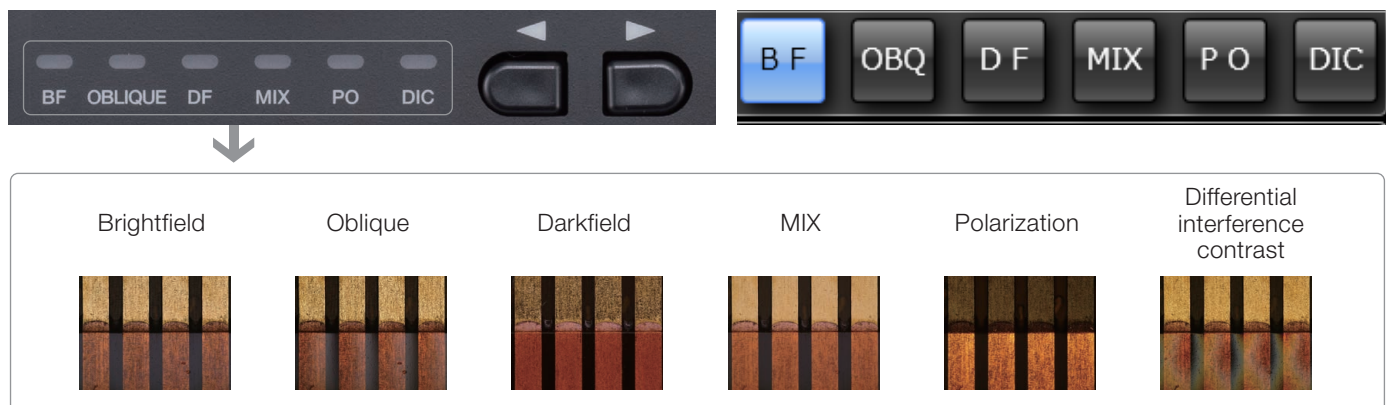 BF OBLIQUE DF MIX PO DIC
B F OBQ D F MIX P O DIC
Brightfield
Oblique
Darkfield
MIX
Polarization
Differential
interference
contrast